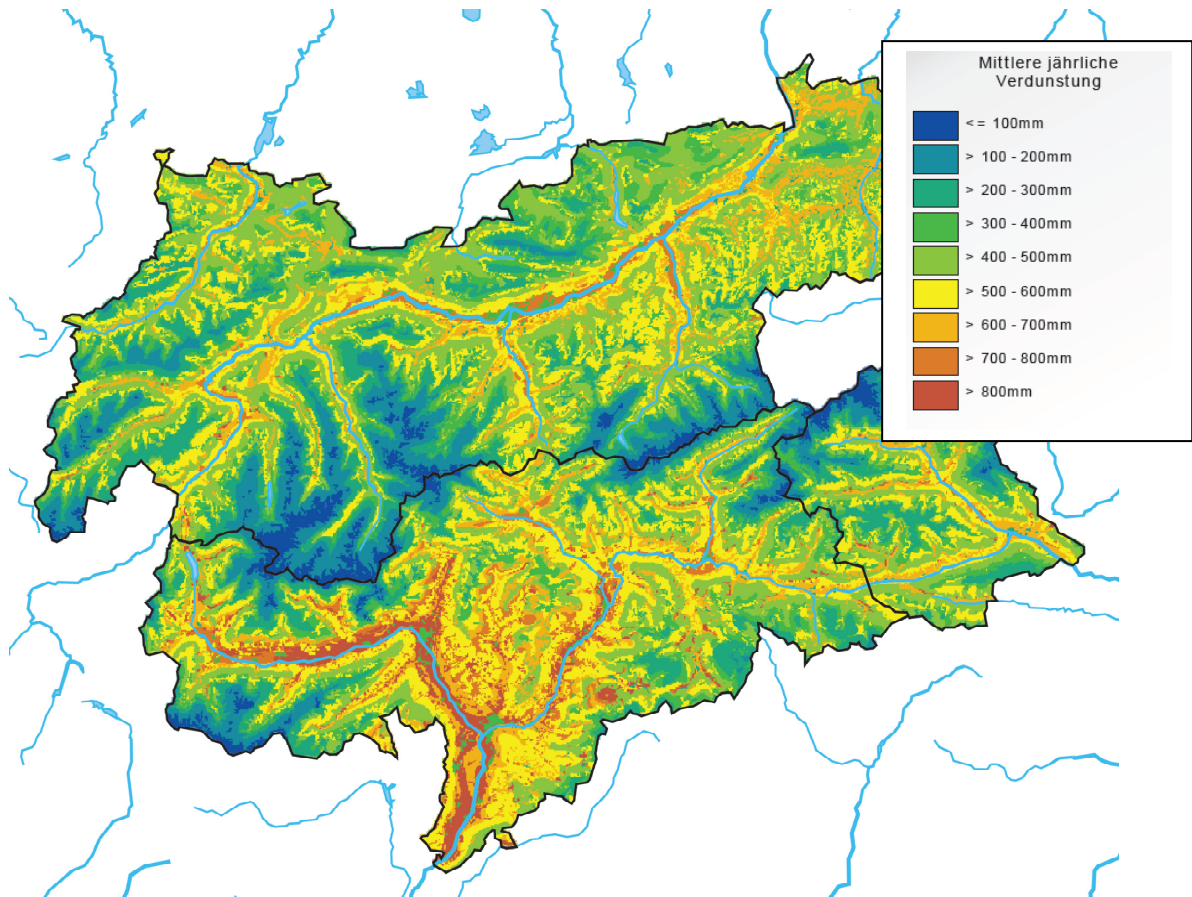 Mittlere jährliche
Verdunstung
<= 100mm
> 100 - 200mm
> 200 - 300mm
> 300 - 400mm
> 400 - 500mm
> 500 - 600mm
> 600 - 700mm
> 700 - 800mm
> 800mm